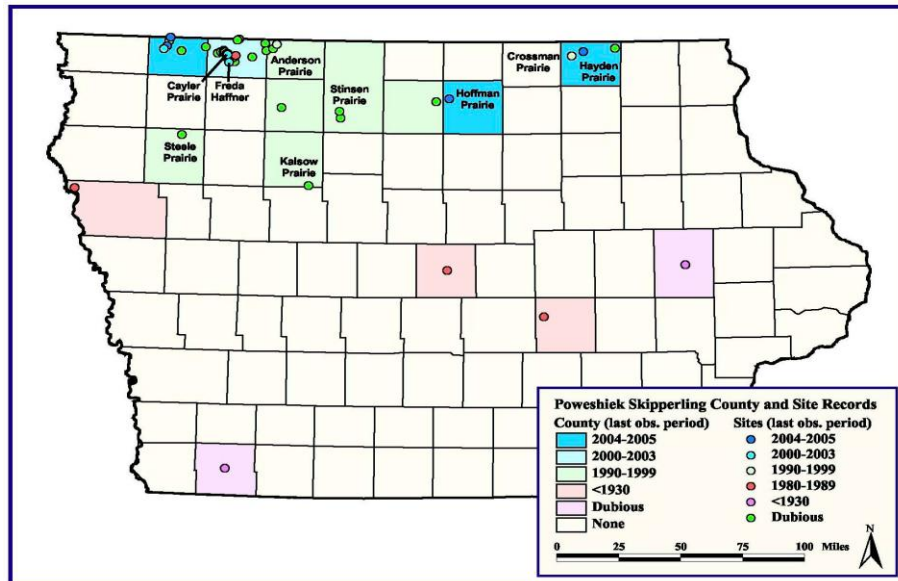 Crossman
Prairie
Hayden
Prairie
Anderson
Prairie
Cayler
Prairie
Freda
Haffner
Stinsen
Prairie
Hoffman
Prairie
Steele
Prairie
Kalsow
Prairie
Poweshiek Skipperling County and Site Records
County (last obs. period)
2004-2005
2000-2003
1990-1999
<1930
Dubious
None
Sites (last obs. period)
2004-2005
2000-2003
1990-1999
1980-1989
<1930
Dubious
N
0 25 50 75 100 Miles